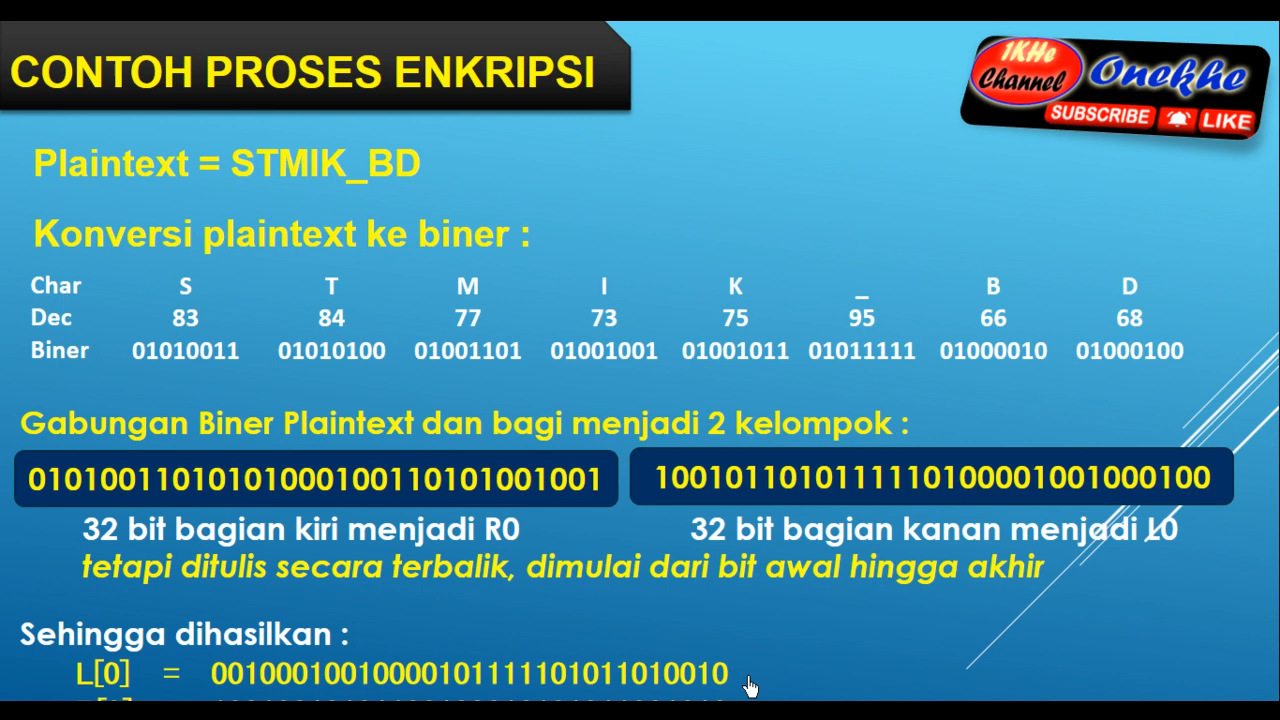 CONTOH PROSES ENKRIPSI
1KHe Channel
Onekhe
SUBSCRIBE LIKE
Plaintext = STMIK_BD
Konversi plaintext ke biner :
Char S T M I K _ B D
Dec 83 84 77 73 75 95 66 68
Biner 01010011 01010100 01001101 01001001 01001011 01011111 01000010 01000100
Gabungan Biner Plaintext dan bagi menjadi 2 kelompok :
01010011010101000100110101001001 1001011010111110100001001000100
32 bit bagian kiri menjadi R0 32 bit bagian kanan menjadi L0
tetapi ditulis secara terbalik, dimulai dari bit awal hingga akhir
Sehingga dihasilkan :
L[0] = 00100010010000101111101011010010